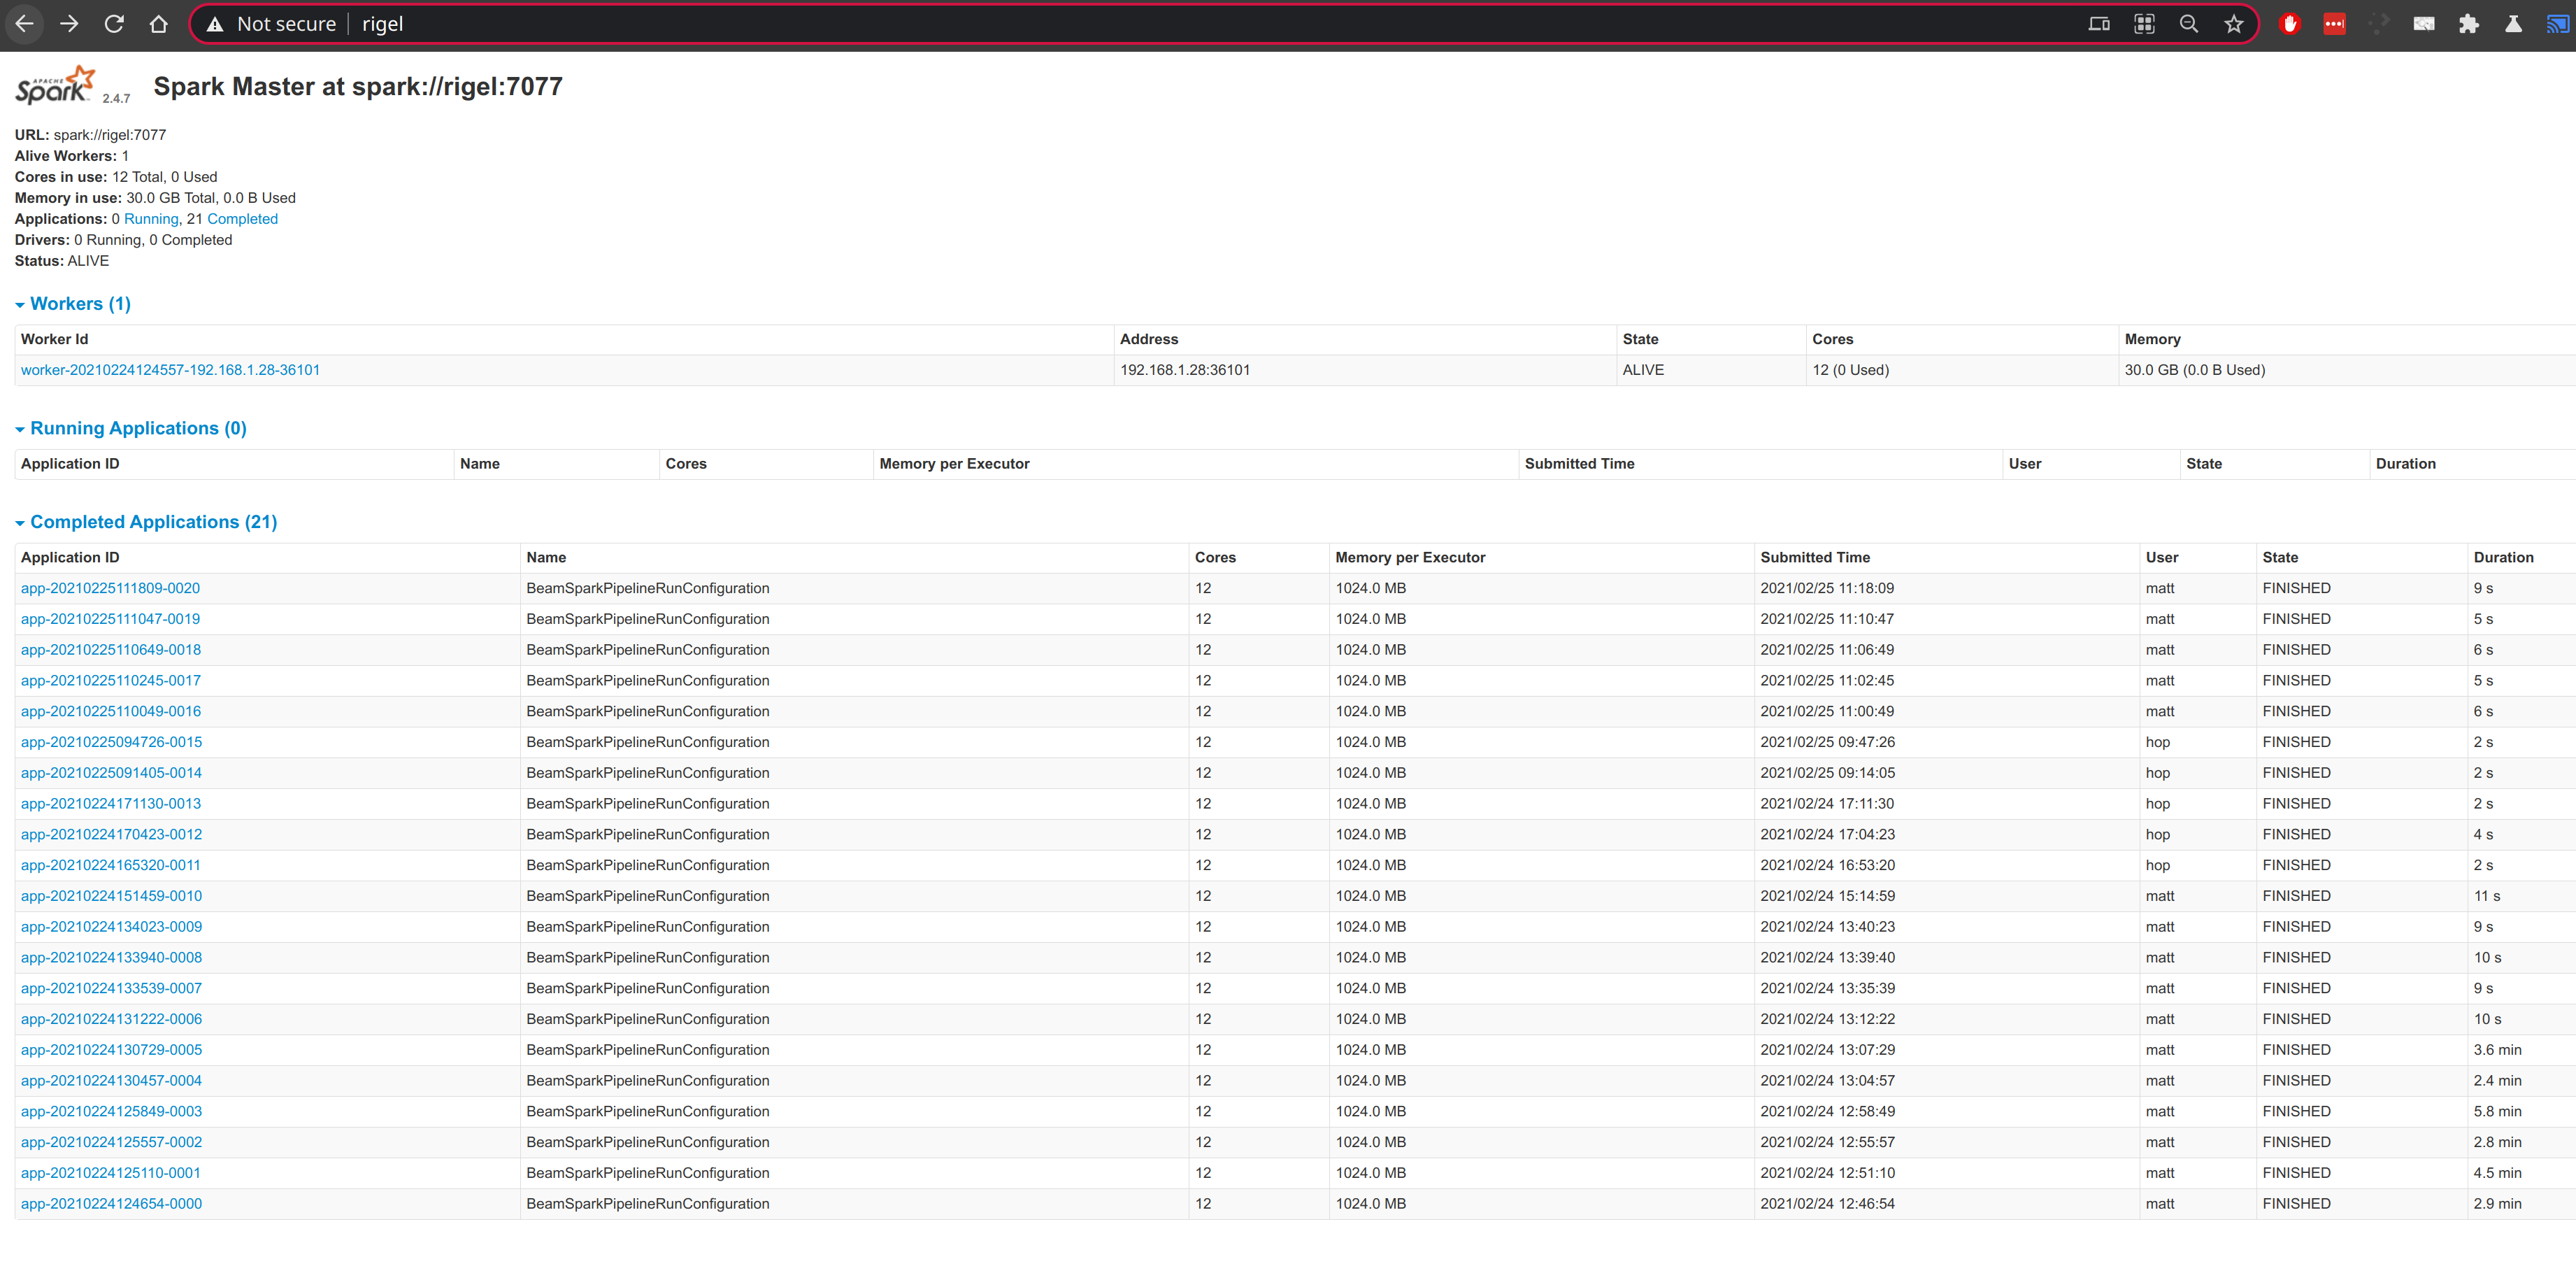 Not secure | rigel
APACHE
Spark 2.4.7 Spark Master at spark://rigel:7077
URL: spark://rigel:7077
Alive Workers: 1
Cores in use: 12 Total, 0 Used
Memory in use: 30.0 GB Total, 0.0 B Used
Applications: 0 Running, 21 Completed
Drivers: 0 Running, 0 Completed
Status: ALIVE
Workers (1)
Worker Id Address State Cores Memory
worker-20210224124557-192.168.1.28-36101 192.168.1.28:36101 ALIVE 12 (0 Used) 30.0 GB (0.0 B Used)
Running Applications (0)
Application ID Name Cores Memory per Executor Submitted Time User State Duration
Completed Applications (21)
Application ID Name Cores Memory per Executor Submitted Time User State Duration
app-20210225111809-0020 BeamSparkPipelineRunConfiguration 12 1024.0 MB 2021/02/25 11:18:09 matt FINISHED 9 s
app-20210225111047-0019 BeamSparkPipelineRunConfiguration 12 1024.0 MB 2021/02/25 11:10:47 matt FINISHED 5 s
app-20210225110649-0018 BeamSparkPipelineRunConfiguration 12 1024.0 MB 2021/02/25 11:06:49 matt FINISHED 6 s
app-20210225110245-0017 BeamSparkPipelineRunConfiguration 12 1024.0 MB 2021/02/25 11:02:45 matt FINISHED 5 s
app-20210225110049-0016 BeamSparkPipelineRunConfiguration 12 1024.0 MB 2021/02/25 11:00:49 matt FINISHED 6 s
app-20210225094726-0015 BeamSparkPipelineRunConfiguration 12 1024.0 MB 2021/02/25 09:47:26 hop FINISHED 2 s
app-20210225091405-0014 BeamSparkPipelineRunConfiguration 12 1024.0 MB 2021/02/25 09:14:05 hop FINISHED 2 s
app-20210224171130-0013 BeamSparkPipelineRunConfiguration 12 1024.0 MB 2021/02/24 17:11:30 hop FINISHED 2 s
app-20210224170423-0012 BeamSparkPipelineRunConfiguration 12 1024.0 MB 2021/02/24 17:04:23 hop FINISHED 4 s
app-20210224165320-0011 BeamSparkPipelineRunConfiguration 12 1024.0 MB 2021/02/24 16:53:20 hop FINISHED 2 s
app-20210224151459-0010 BeamSparkPipelineRunConfiguration 12 1024.0 MB 2021/02/24 15:14:59 matt FINISHED 11 s
app-20210224134023-0009 BeamSparkPipelineRunConfiguration 12 1024.0 MB 2021/02/24 13:40:23 matt FINISHED 9 s
app-20210224133940-0008 BeamSparkPipelineRunConfiguration 12 1024.0 MB 2021/02/24 13:39:40 matt FINISHED 10 s
app-20210224133539-0007 BeamSparkPipelineRunConfiguration 12 1024.0 MB 2021/02/24 13:35:39 matt FINISHED 9 s
app-20210224131222-0006 BeamSparkPipelineRunConfiguration 12 1024.0 MB 2021/02/24 13:12:22 matt FINISHED 10 s
app-20210224130729-0005 BeamSparkPipelineRunConfiguration 12 1024.0 MB 2021/02/24 13:07:29 matt FINISHED 3.6 min
app-20210224130457-0004 BeamSparkPipelineRunConfiguration 12 1024.0 MB 2021/02/24 13:04:57 matt FINISHED 2.4 min
app-20210224125849-0003 BeamSparkPipelineRunConfiguration 12 1024.0 MB 2021/02/24 12:58:49 matt FINISHED 5.8 min
app-20210224125557-0002 BeamSparkPipelineRunConfiguration 12 1024.0 MB 2021/02/24 12:55:57 matt FINISHED 2.8 min
app-20210224125110-0001 BeamSparkPipelineRunConfiguration 12 1024.0 MB 2021/02/24 12:51:10 matt FINISHED 4.5 min
app-20210224124654-0000 BeamSparkPipelineRunConfiguration 12 1024.0 MB 2021/02/24 12:46:54 matt FINISHED 2.9 min